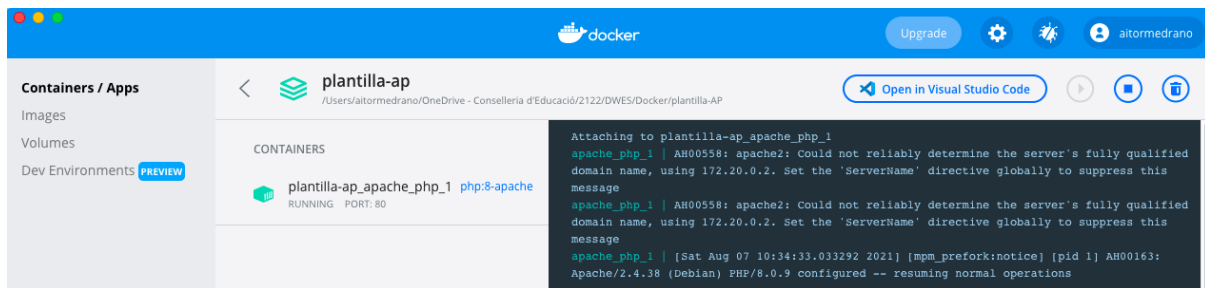 docker
Upgrade
aitormedrano
Containers / Apps
Images
Volumes
Dev Environments PREVIEW
plantilla-ap
/Users/aitormedrano/OneDrive - Conselleria d'Educació/2122/DWES/Docker/plantilla-AP
Open in Visual Studio Code
CONTAINERS
plantilla-ap_apache_php_1 php:8-apache
RUNNING PORT: 80
Attaching to plantilla-ap_apache_php_1
apache_php_1 | AH00558: apache2: Could not reliably determine the server's fully qualified
domain name, using 172.20.0.2. Set the 'ServerName' directive globally to suppress this
message
apache_php_1 | AH00558: apache2: Could not reliably determine the server's fully qualified
domain name, using 172.20.0.2. Set the 'ServerName' directive globally to suppress this
message
apache_php_1 | [Sat Aug 07 10:34:33.033292 2021] [mpm_prefork:notice] [pid 1] AH00163:
Apache/2.4.38 (Debian) PHP/8.0.9 configured -- resuming normal operations